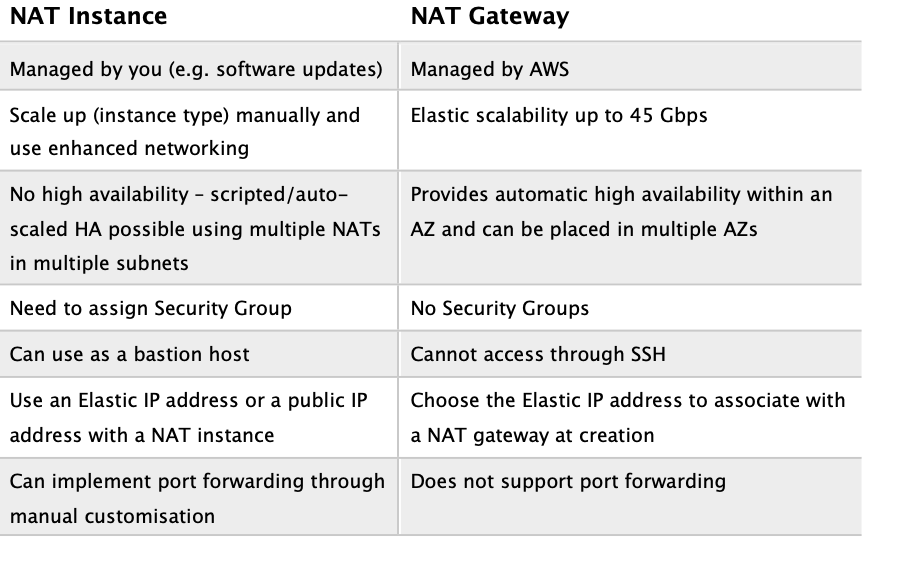 NAT Instance NAT Gateway
Managed by you (e.g. software updates) Managed by AWS
Scale up (instance type) manually and Elastic scalability up to 45 Gbps
use enhanced networking
No high availability – scripted/auto- Provides automatic high availability within an
scaled HA possible using multiple NATs AZ and can be placed in multiple AZs
in multiple subnets
Need to assign Security Group No Security Groups
Can use as a bastion host Cannot access through SSH
Use an Elastic IP address or a public IP Choose the Elastic IP address to associate with
address with a NAT instance a NAT gateway at creation
Can implement port forwarding through Does not support port forwarding
manual customisation